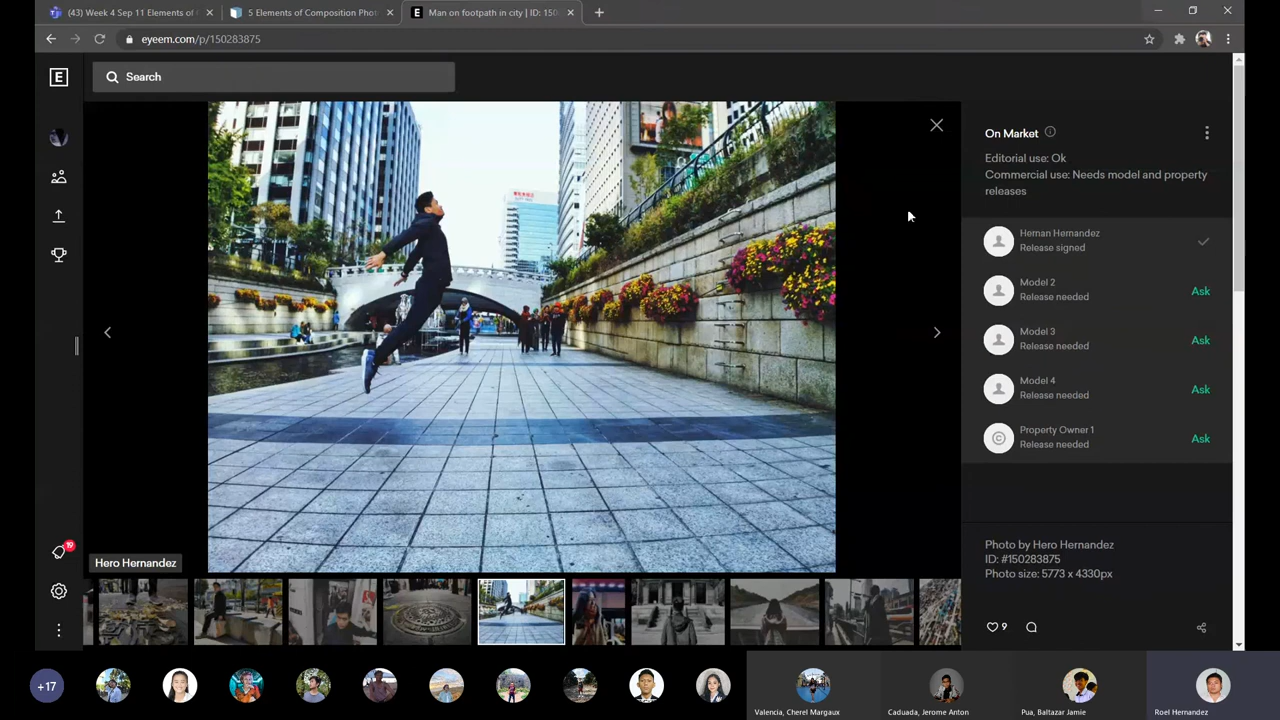 (43) Week 4 Sep 11 Elements of
5 Elements of Composition Phot
E Man on footpath in city | ID: 150
eyeem.com/p/150283875
E
Search
On Market
Editorial use: Ok
Commercial use: Needs model and property
releases
Hernan Hernandez
Release signed
Model 2
Release needed
Ask
Model 3
Release needed
Ask
Model 4
Release needed
Ask
Property Owner 1
Release needed
Ask
19
Hero Hernandez
Photo by Hero Hernandez
ID: #150283875
Photo size: 5773 x 4330px
9
+17
Valencia, Cherel Margaux
Caduada, Jerome Anton
Pua, Baltazar Jamie
Roel Hernandez